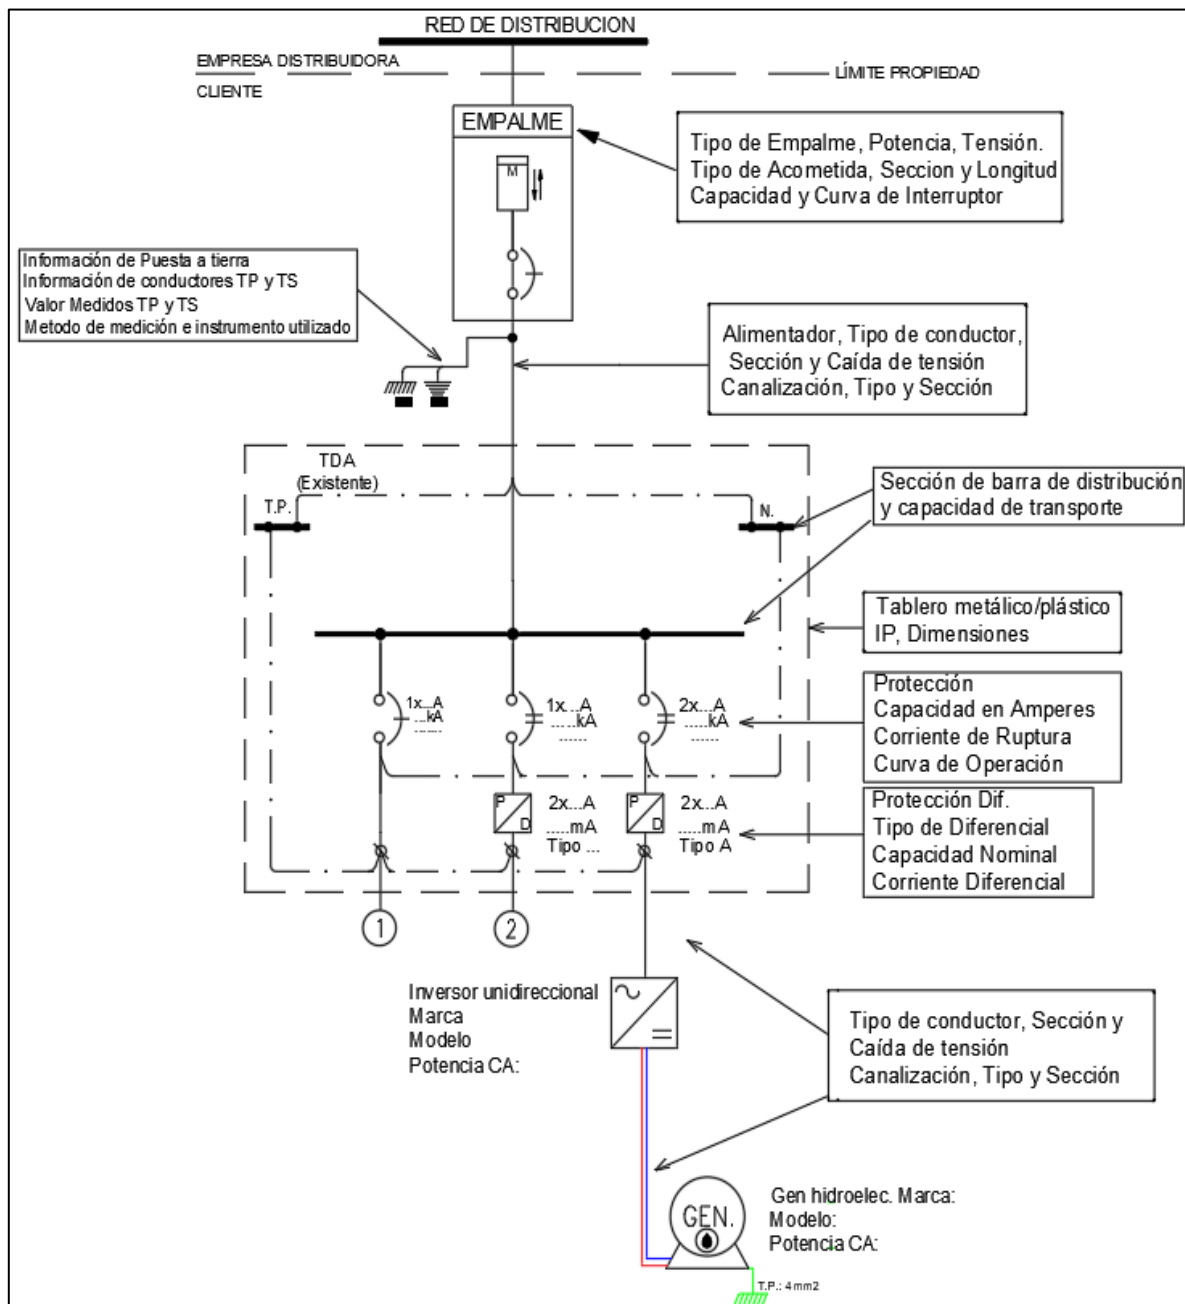 RED DE DISTRIBUCION
EMPRESA DISTRIBUIDORA
LÍMITE PROPIEDAD
CLIENTE
EMPALME
M
Tipo de Empalme, Potencia, Tensión.
Tipo de Acometida, Seccion y Longitud
Capacidad y Curva de Interruptor
Información de Puesta a tierra
Información de conductores TP y TS
Valor Medidos TP y TS
Metodo de medición e instrumento utilizado
Alimentador, Tipo de conductor,
Sección y Caída de tensión
Canalización, Tipo y Sección
TDA
(Existente)
T.P.
N.
Sección de barra de distribución
y capacidad de transporte
Tablero metálico/plástico
IP, Dimensiones
1x...A
...kA
......
1x...A
.....kA
......
2x...A
.....kA
......
Protección
Capacidad en Amperes
Corriente de Ruptura
Curva de Operación
P
D
2x...A
.....mA
Tipo ...
P
D
2x...A
.....mA
Tipo A
Protección Dif.
Tipo de Diferencial
Capacidad Nominal
Corriente Diferencial
1
2
Inversor unidireccional
Marca
Modelo
Potencia CA:
Tipo de conductor, Sección y
Caída de tensión
Canalización, Tipo y Sección
GEN.
Gen hidroelec. Marca:
Modelo:
Potencia CA:
T.P.: 4 mm2